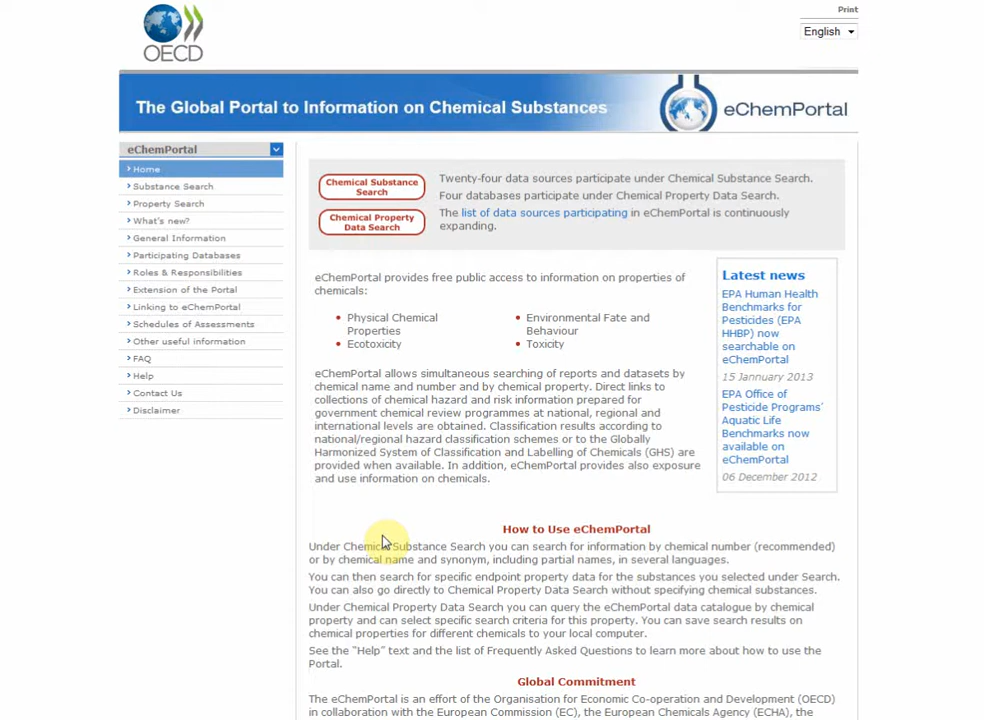 Print
English
OECD
The Global Portal to Information on Chemical Substances
eChemPortal
eChemPortal
Home
Substance Search
Property Search
What's new?
General Information
Participating Databases
Roles & Responsibilities
Extension of the Portal
Linking to eChemPortal
Schedules of Assessments
Other useful information
FAQ
Help
Contact Us
Disclaimer
Chemical Substance
Search
Chemical Property
Data Search
Twenty-four data sources participate under Chemical Substance Search.
Four databases participate under Chemical Property Data Search.
The list of data sources participating in eChemPortal is continuously
expanding.
eChemPortal provides free public access to information on properties of
chemicals:
Physical Chemical
Properties
Ecotoxicity
Environmental Fate and
Behaviour
Toxicity
eChemPortal allows simultaneous searching of reports and datasets by
chemical name and number and by chemical property. Direct links to
collections of chemical hazard and risk information prepared for
government chemical review programmes at national, regional and
international levels are obtained. Classification results according to
national/regional hazard classification schemes or to the Globally
Harmonized System of Classification and Labelling of Chemicals (GHS) are
provided when available. In addition, eChemPortal provides also exposure
and use information on chemicals.
Latest news
EPA Human Health
Benchmarks for
Pesticides (EPA
HHBP) now
searchable on
eChemPortal
15 Jannuary 2013
EPA Office of
Pesticide Programs'
Aquatic Life
Benchmarks now
available on
eChemPortal
06 December 2012
How to Use eChemPortal
Under Chemical Substance Search you can search for information by chemical number (recommended)
or by chemical name and synonym, including partial names, in several languages.
You can then search for specific endpoint property data for the substances you selected under Search.
You can also go directly to Chemical Property Data Search without specifying chemical substances.
Under Chemical Property Data Search you can query the eChemPortal data catalogue by chemical
property and can select specific search criteria for this property. You can save search results on
chemical properties for different chemicals to your local computer.
See the "Help" text and the list of Frequently Asked Questions to learn more about how to use the
Portal.
Global Commitment
The eChemPortal is an effort of the Organisation for Economic Co-operation and Development (OECD)
in collaboration with the European Commission (EC), the European Chemicals Agency (ECHA), the